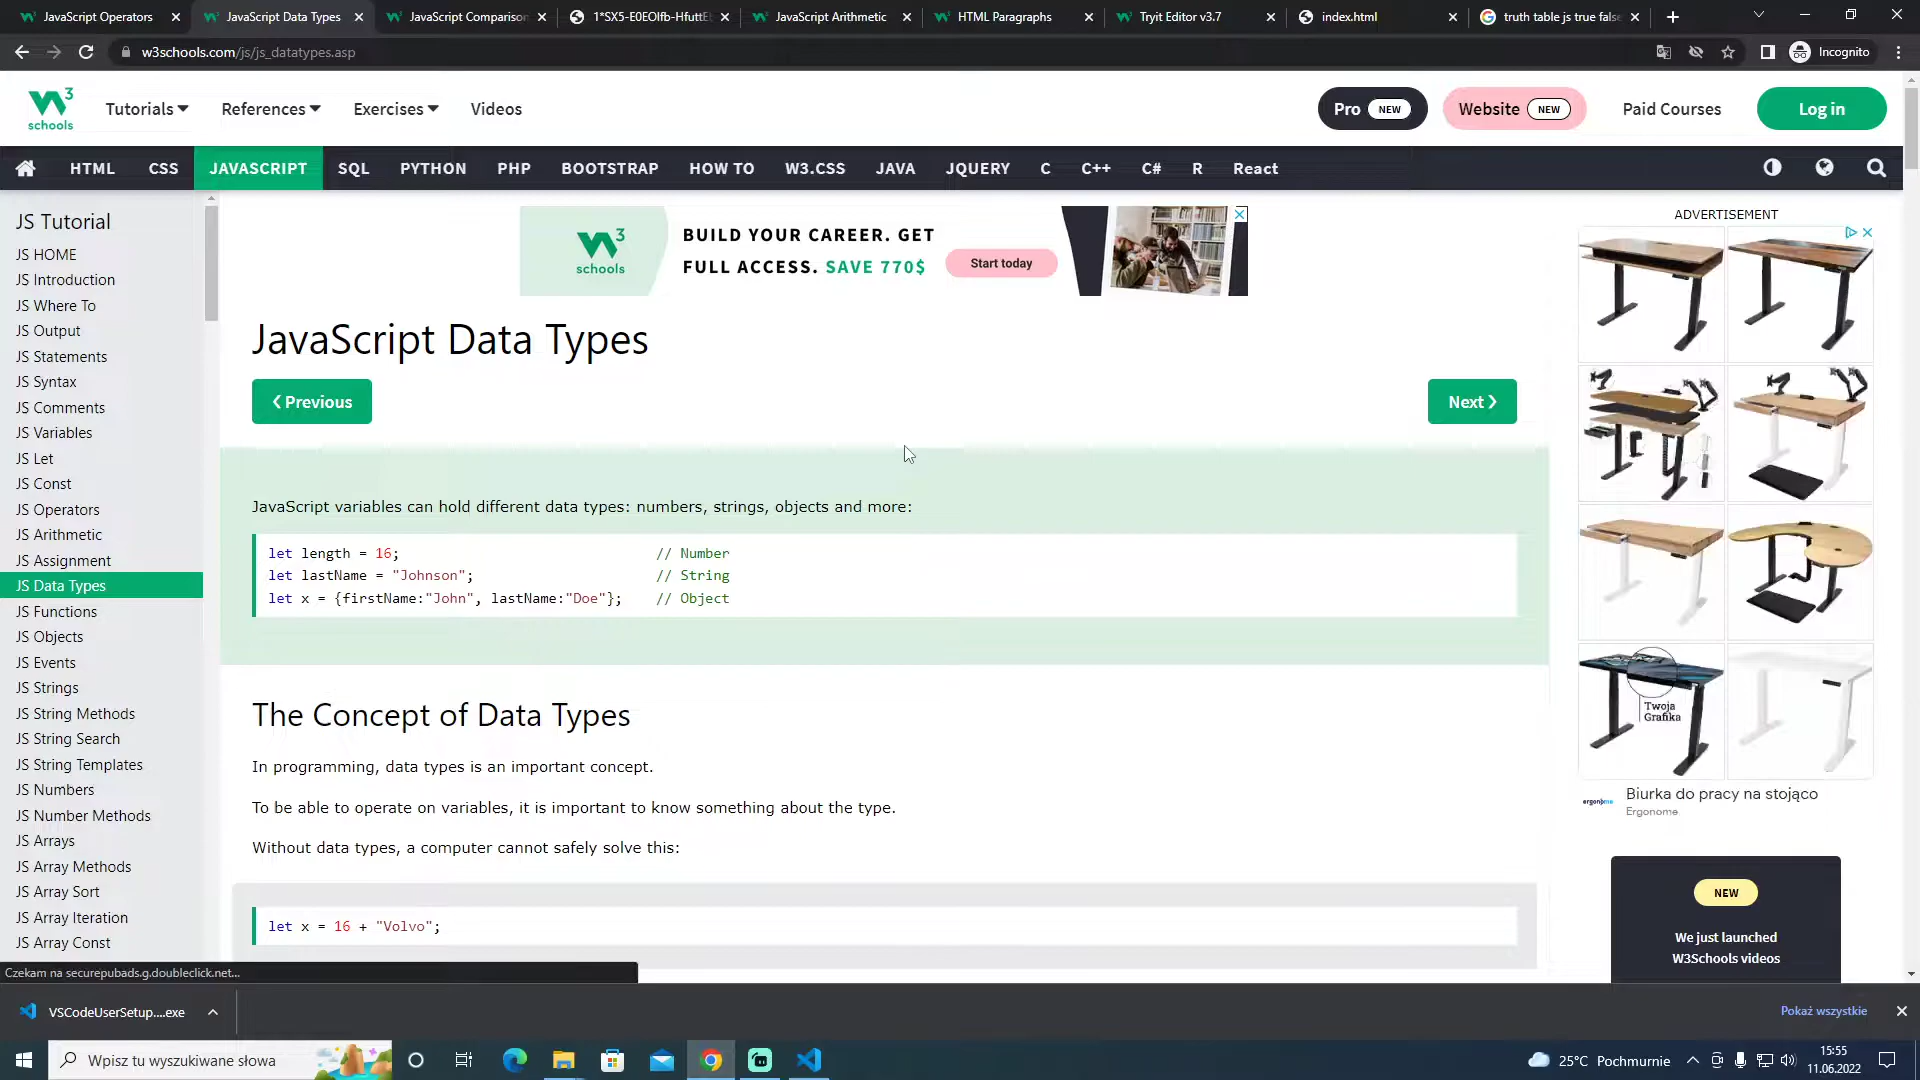 JavaScript Operators
JavaScript Data Types
JavaScript Comparison
1*SX5-E0EOlfb-HfuttE
JavaScript Arithmetic
HTML Paragraphs
Tryit Editor v3.7
index.html
truth table js true fals
w3schools.com/js/js_datatypes.asp
Incognito
3
schools
Tutorials
References
Exercises
Videos
Pro NEW
Website NEW
Paid Courses
Log in
HTML
CSS
JAVASCRIPT
SQL
PYTHON
PHP
BOOTSTRAP
HOW TO
W3.CSS
JAVA
JQUERY
C
C++
C#
R
React
JS Tutorial
JS HOME
JS Introduction
JS Where To
JS Output
JS Statements
JS Syntax
JS Comments
JS Variables
JS Let
JS Const
JS Operators
JS Arithmetic
JS Assignment
JS Data Types
JS Functions
JS Objects
JS Events
JS Strings
JS String Methods
JS String Search
JS String Templates
JS Numbers
JS Number Methods
JS Arrays
JS Array Methods
JS Array Sort
JS Array Iteration
JS Array Const
3
schools
BUILD YOUR CAREER. GET
FULL ACCESS. SAVE 770$
Start today
JavaScript Data Types
❮ Previous
Next ❯
JavaScript variables can hold different data types: numbers, strings, objects and more:
let length = 16; // Number
let lastName = "Johnson"; // String
let x = {firstName:"John", lastName:"Doe"}; // Object
The Concept of Data Types
In programming, data types is an important concept.
To be able to operate on variables, it is important to know something about the type.
Without data types, a computer cannot safely solve this:
let x = 16 + "Volvo";
ADVERTISEMENT
Twoja
Grafika
ergonome
Biurka do pracy na stojąco
Ergonome
NEW
We just launched
W3Schools videos
Czekam na securepubads.g.doubleclick.net...
VSCodeUserSetup....exe
Pokaż wszystkie
Wpisz tu wyszukiwane słowa
25°C Pochmurnie
15:55
11.06.2022